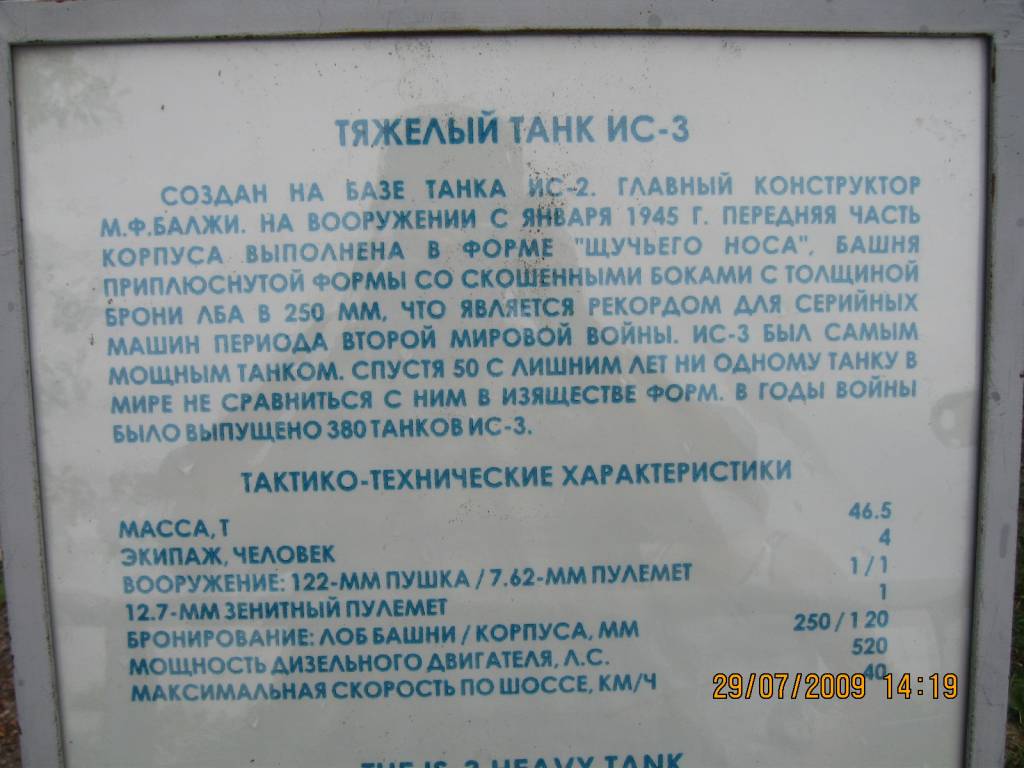 ТЯЖЕЛЫЙ ТАНК ИС-3
СОЗДАН НА БАЗЕ ТАНКА ИС-2. ГЛАВНЫЙ КОНСТРУКТОР
М.Ф.БАЛЖИ. НА ВООРУЖЕНИИ С ЯНВАРЯ 1945 Г. ПЕРЕДНЯЯ ЧАСТЬ
КОРПУСА ВЫПОЛНЕНА В ФОРМЕ "ЩУЧЬЕГО НОСА", БАШНЯ
ПРИПЛЮСНУТОЙ ФОРМЫ СО СКОШЕННЫМИ БОКАМИ С ТОЛЩИНОЙ
БРОНИ ЛБА В 250 ММ, ЧТО ЯВЛЯЕТСЯ РЕКОРДОМ ДЛЯ СЕРИЙНЫХ
МАШИН ПЕРИОДА ВТОРОЙ МИРОВОЙ ВОЙНЫ. ИС-3 БЫЛ САМЫМ
МОЩНЫМ ТАНКОМ. СПУСТЯ 50 С ЛИШНИМ ЛЕТ НИ ОДНОМУ ТАНКУ В
МИРЕ НЕ СРАВНИТЬСЯ С НИМ В ИЗЯЩЕСТВЕ ФОРМ. В ГОДЫ ВОЙНЫ
БЫЛО ВЫПУЩЕНО 380 ТАНКОВ ИС-3.
ТАКТИКО-ТЕХНИЧЕСКИЕ ХАРАКТЕРИСТИКИ
МАССА, Т 46.5
ЭКИПАЖ, ЧЕЛОВЕК 4
ВООРУЖЕНИЕ: 122-ММ ПУШКА / 7.62-ММ ПУЛЕМЕТ 1 / 1
12.7-ММ ЗЕНИТНЫЙ ПУЛЕМЕТ 1
БРОНИРОВАНИЕ: ЛОБ БАШНИ / КОРПУСА, ММ 250 / 120
МОЩНОСТЬ ДИЗЕЛЬНОГО ДВИГАТЕЛЯ, Л.С. 520
МАКСИМАЛЬНАЯ СКОРОСТЬ ПО ШОССЕ, КМ/Ч 40
29/07/2009 14:19
THE IS-3 HEAVY TANK